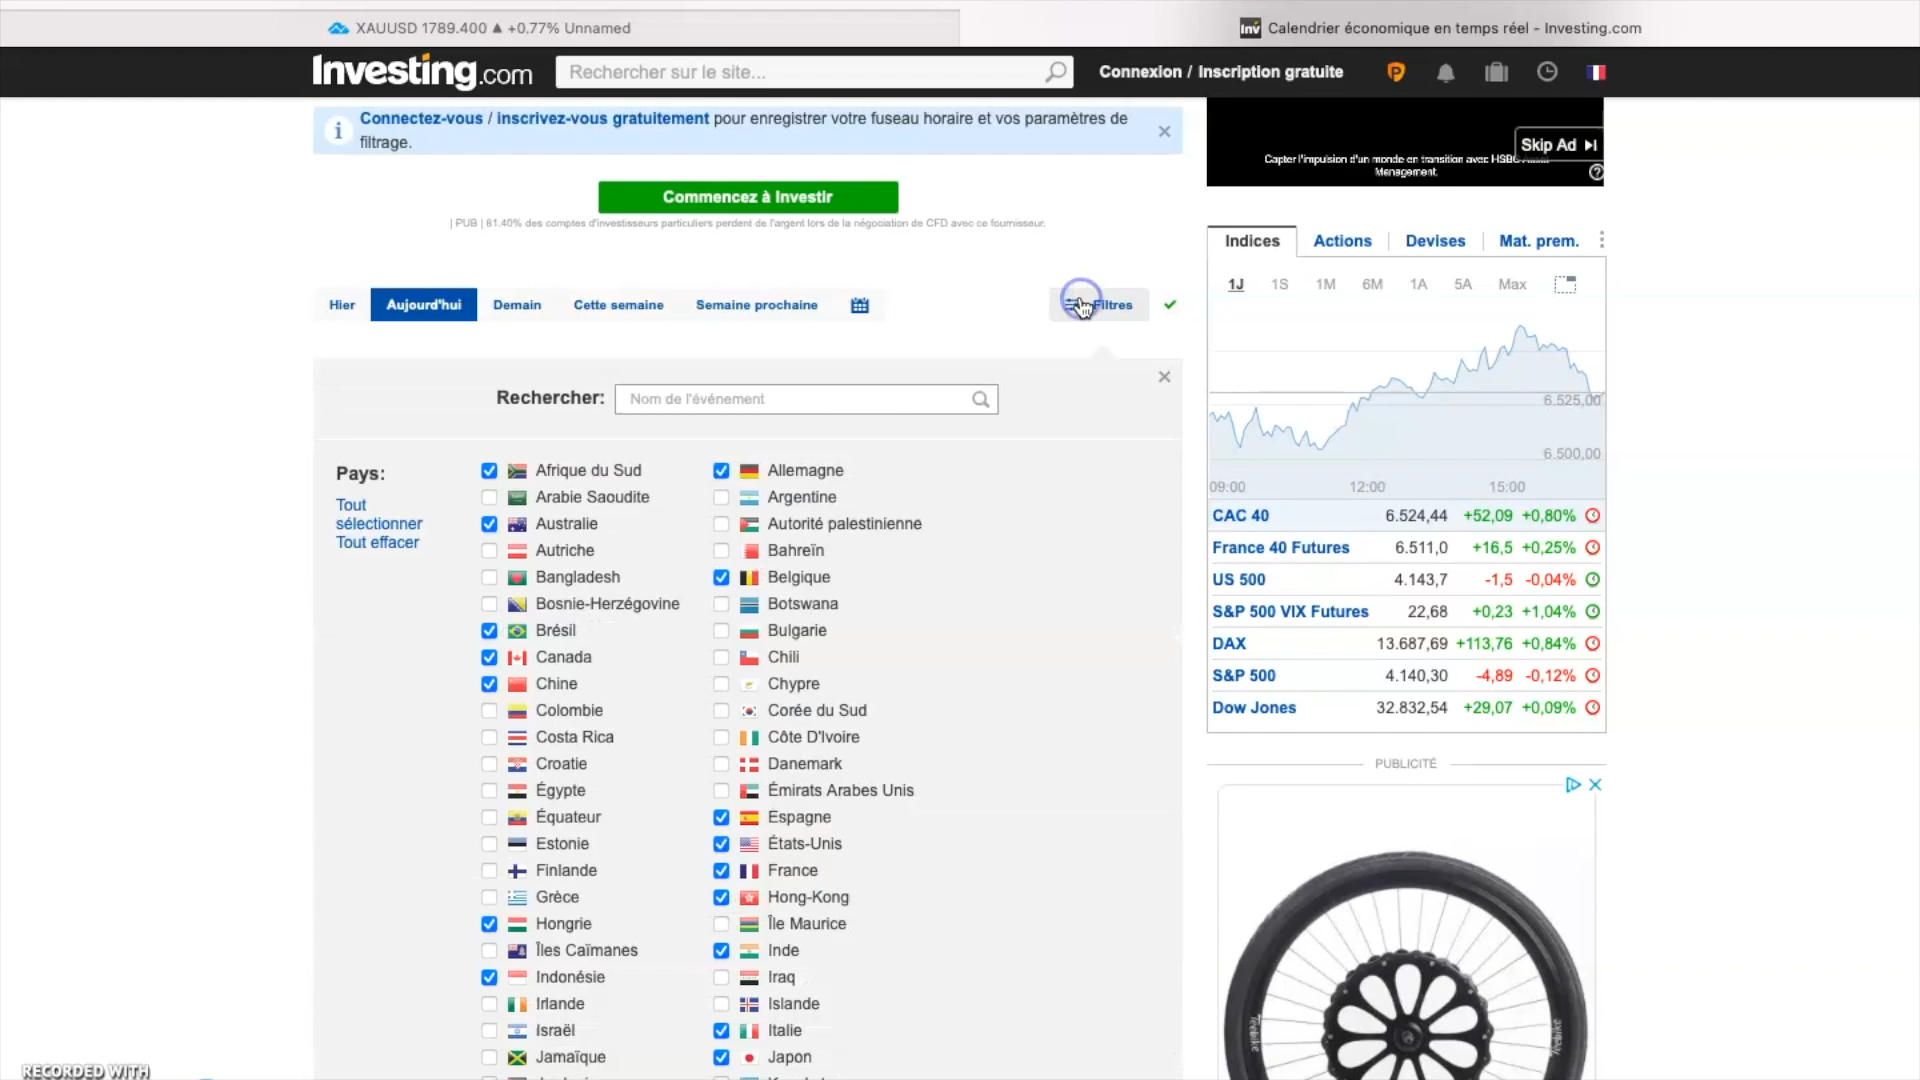 XAUUSD 1789.400 ▲ +0.77% Unnamed
Inv Calendrier économique en temps réel - Investing.com
Investing.com
Rechercher sur le site...
Connexion / Inscription gratuite
Connectez-vous / inscrivez-vous gratuitement pour enregistrer votre fuseau horaire et vos paramètres de
filtrage.
Skip Ad
Capter l'impulsion d'un monde en transition avec HSBC
Management.
Commencez à Investir
| PUB | 61.40% des comptes d'investisseurs particuliers perdent de l'argent lors de la négociation de CFD avec ce fournisseur.
Hier
Aujourd'hui
Demain
Cette semaine
Semaine prochaine
Filtres
Rechercher:
Nom de l'événement
Pays:
Tout
sélectionner
Tout effacer
Afrique du Sud
Allemagne
Arabie Saoudite
Argentine
Australie
Autorité palestinienne
Autriche
Bahreïn
Bangladesh
Belgique
Bosnie-Herzégovine
Botswana
Brésil
Bulgarie
Canada
Chili
Chine
Chypre
Colombie
Corée du Sud
Costa Rica
Côte D'Ivoire
Croatie
Danemark
Égypte
Émirats Arabes Unis
Équateur
Espagne
Estonie
États-Unis
Finlande
France
Grèce
Hong-Kong
Hongrie
Île Maurice
Îles Caïmanes
Inde
Indonésie
Iraq
Irlande
Islande
Israël
Italie
Jamaïque
Japon
Indices
Actions
Devises
Mat. prem.
1J
1S
1M
6M
1A
5A
Max
6.525,00
6.500,00
09:00
12:00
15:00
CAC 40 6.524,44 +52,09 +0,80%
France 40 Futures 6.511,0 +16,5 +0,25%
US 500 4.143,7 -1,5 -0,04%
S&P 500 VIX Futures 22,68 +0,23 +1,04%
DAX 13.687,69 +113,76 +0,84%
S&P 500 4.140,30 -4,89 -0,12%
Dow Jones 32.832,54 +29,07 +0,09%
PUBLICITÉ
RECORDED WITH